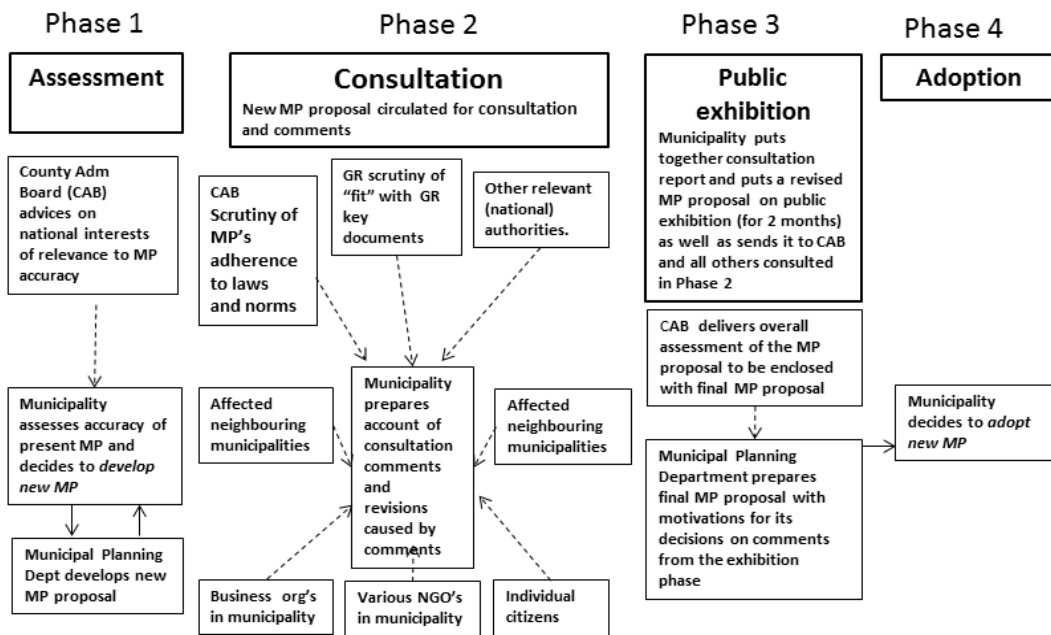 Phase 1
Phase 2
Phase 3
Phase 4
Assessment
Consultation
New MP proposal circulated for consultation
and comments
Public
exhibition
Municipality puts
together consultation
report and puts a revised
MP proposal on public
exhibition (for 2 months)
as well as sends it to CAB
and all others consulted
in Phase 2
Adoption
County Adm
Board (CAB)
advices on
national interests
of relevance to MP
accuracy
CAB
Scrutiny of
MP's
adherence
to laws
and norms
GR scrutiny of
"fit" with GR
key
documents
Other relevant
(national)
authorities.
CAB delivers overall
assessment of the MP
proposal to be enclosed
with final MP proposal
Municipality
assesses accuracy of
present MP and
decides to develop
new MP
Affected
neighbouring
municipalities
Municipality
prepares
account of
consultation
comments
and
revisions
caused by
comments
Affected
neighbouring
municipalities
Municipality
decides to adopt
new MP
Municipal Planning
Department prepares
final MP proposal with
motivations for its
decisions on comments
from the exhibition
phase
Municipal Planning
Dept develops new
MP proposal
Business org's
in municipality
Various NGO's
in municipality
Individual
citizens